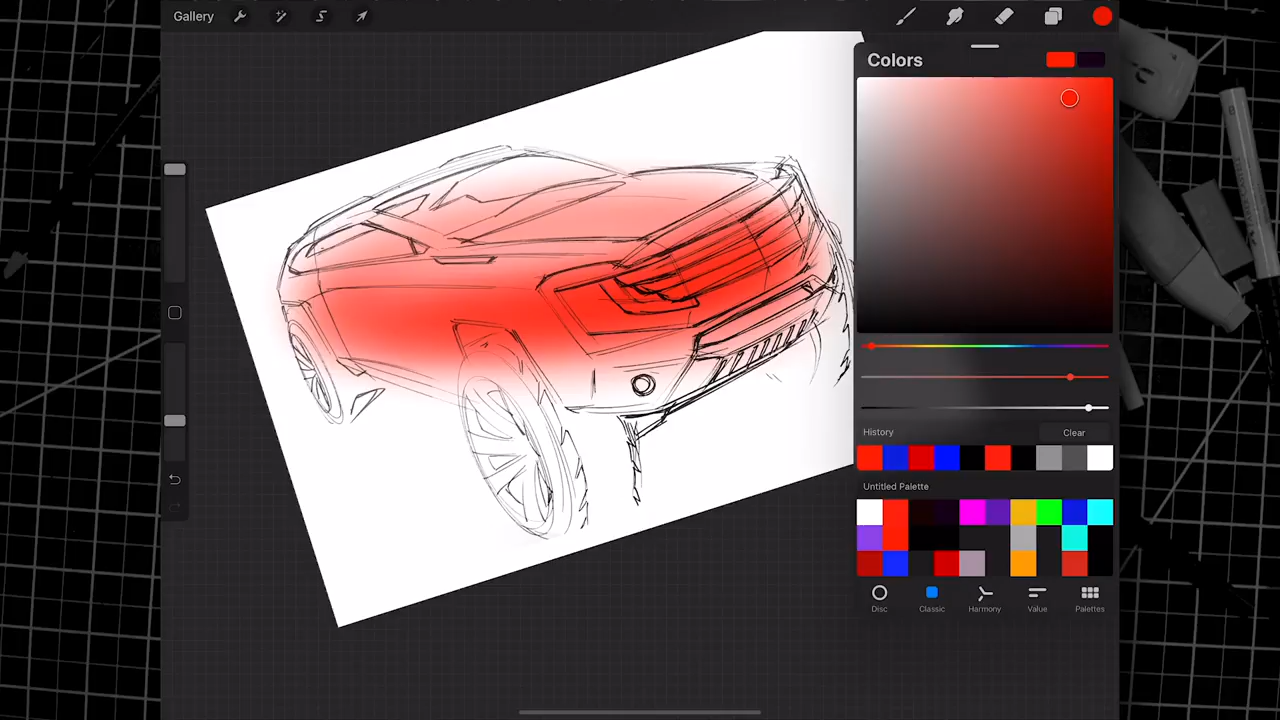 Gallery
Colors
History
Clear
Untitled Palette
Disc
Classic
Harmony
Value
Palettes